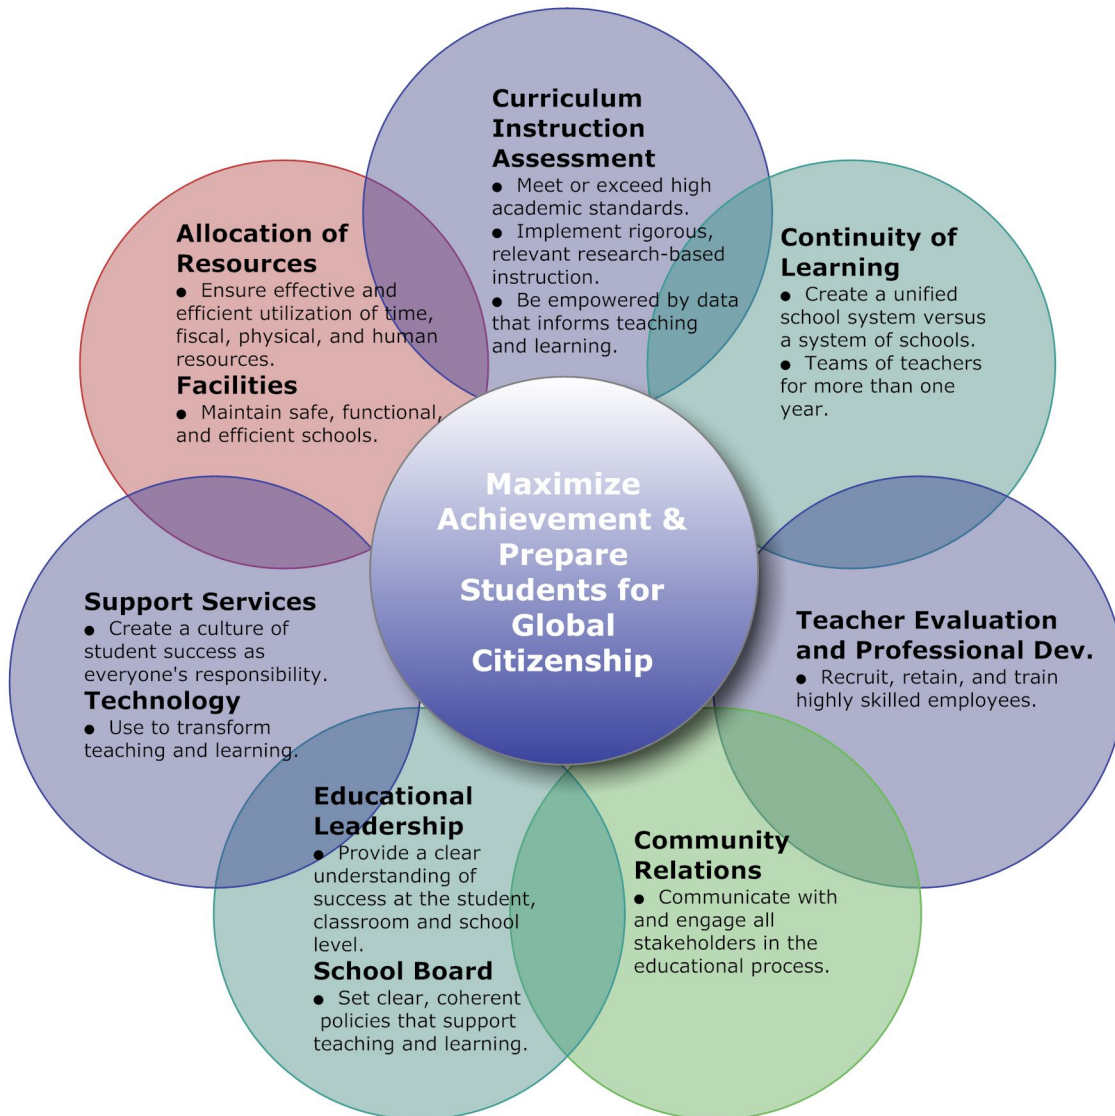 Curriculum
Instruction
Assessment
● Meet or exceed high
academic standards.
● Implement rigorous,
relevant research-based
instruction.
● Be empowered by data
that informs teaching
and learning.
Continuity of
Learning
● Create a unified
school system versus
a system of schools.
● Teams of teachers
for more than one
year.
Teacher Evaluation
and Professional Dev.
● Recruit, retain, and train
highly skilled employees.
Community
Relations
● Communicate with
and engage all
stakeholders in the
educational process.
Educational
Leadership
● Provide a clear
understanding of
success at the student,
classroom and school
level.
School Board
● Set clear, coherent
policies that support
teaching and learning.
Support Services
● Create a culture of
student success as
everyone's responsibility.
Technology
● Use to transform
teaching and learning.
Allocation of
Resources
● Ensure effective and
efficient utilization of time,
fiscal, physical, and human
resources.
Facilities
● Maintain safe, functional,
and efficient schools.
Maximize
Achievement &
Prepare
Students for
Global
Citizenship